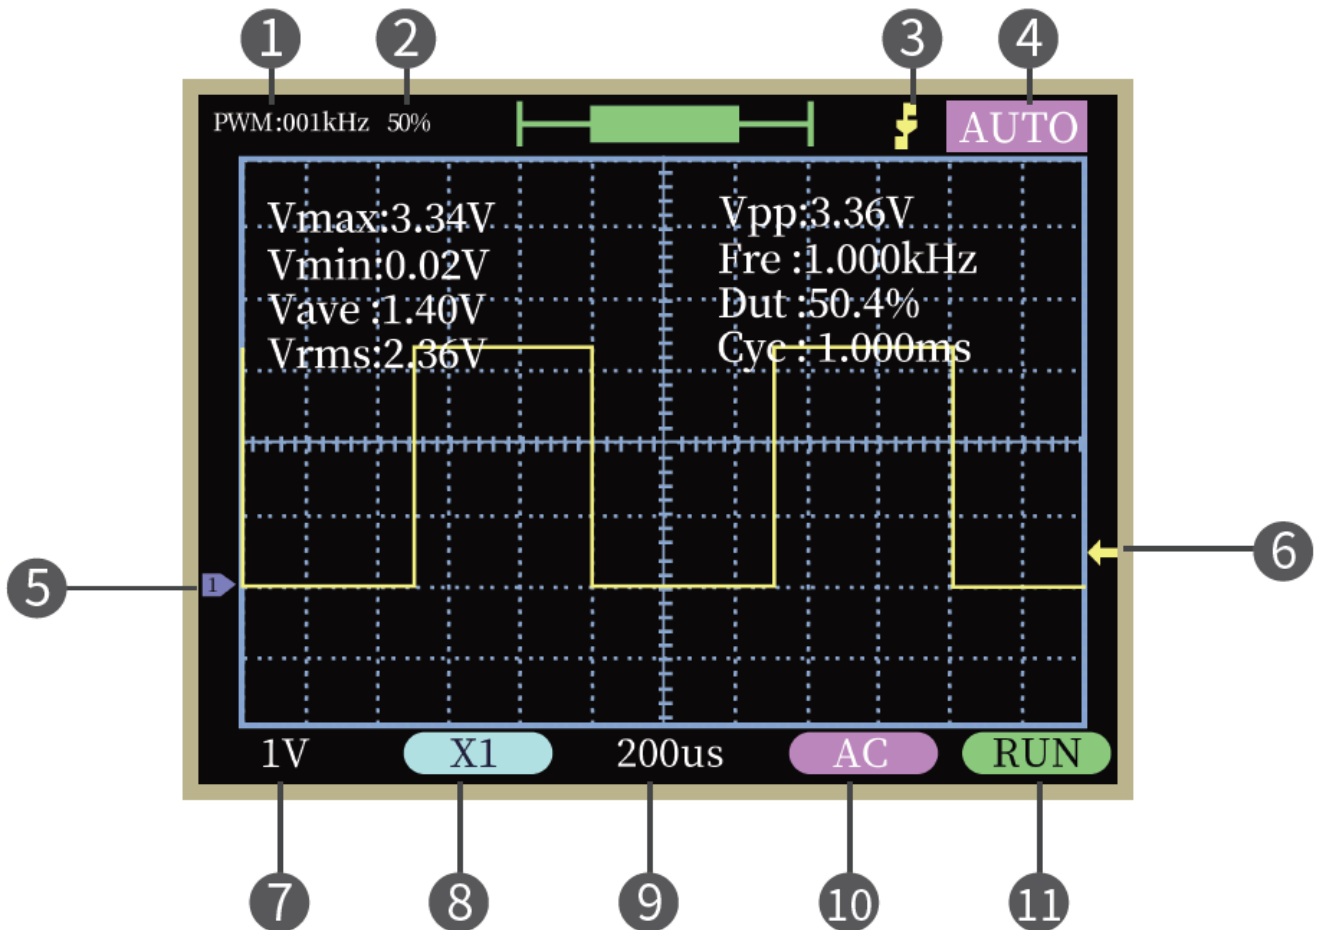 1 2 3 4
PWM:001kHz 50% AUTO
Vmax:3.34V Vpp:3.36V
Vmin:0.02V Fre :1.000kHz
Vave :1.40V Dut :50.4%
Vrms:2.36V Cyc : 1.000ms
6
5 1
1V X1 200us AC RUN
7 8 9 10 11